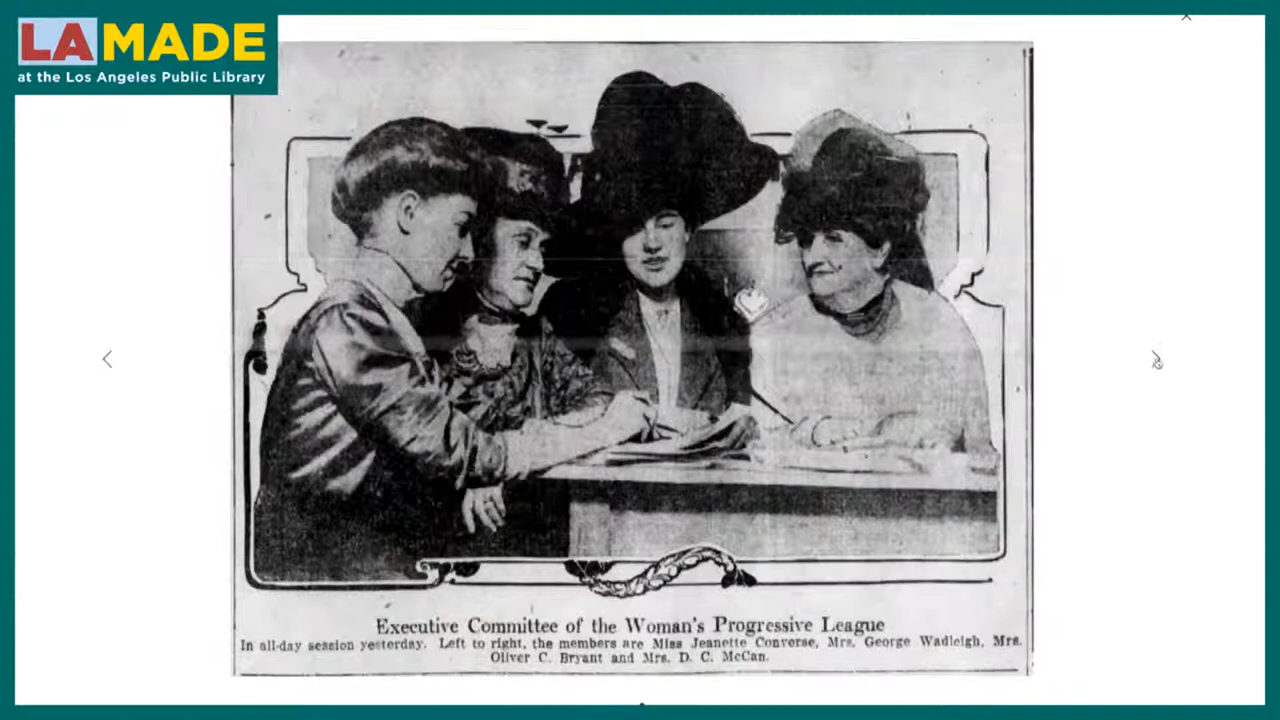 LA MADE
at the Los Angeles Public Library
Executive Committee of the Woman's Progressive League
In all-day session yesterday. Left to right, the members are Miss Jeanette Converse, Mrs. George Wadleigh, Mrs.
Oliver C. Bryant and Mrs. D. C. McCan.